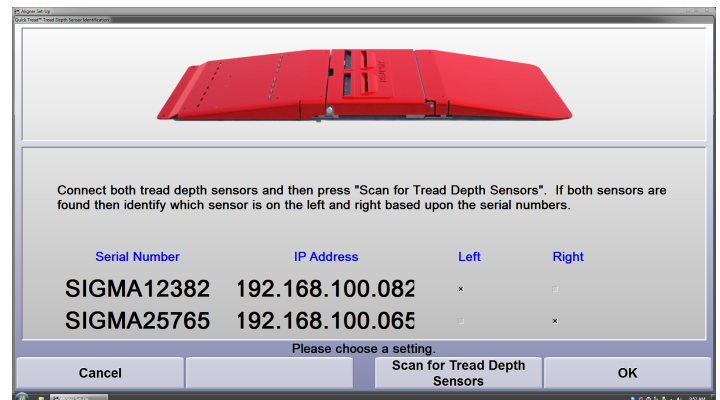 Aligner Set-Up
Quick Tread™ Tread Depth Sensor Identification
Connect both tread depth sensors and then press "Scan for Tread Depth Sensors". If both sensors are
found then identify which sensor is on the left and right based upon the serial numbers.
Serial Number IP Address Left Right
SIGMA12382 192.168.100.082
SIGMA25765 192.168.100.065
Please choose a setting.
Cancel Scan for Tread Depth Sensors OK
Aligner Set-Up